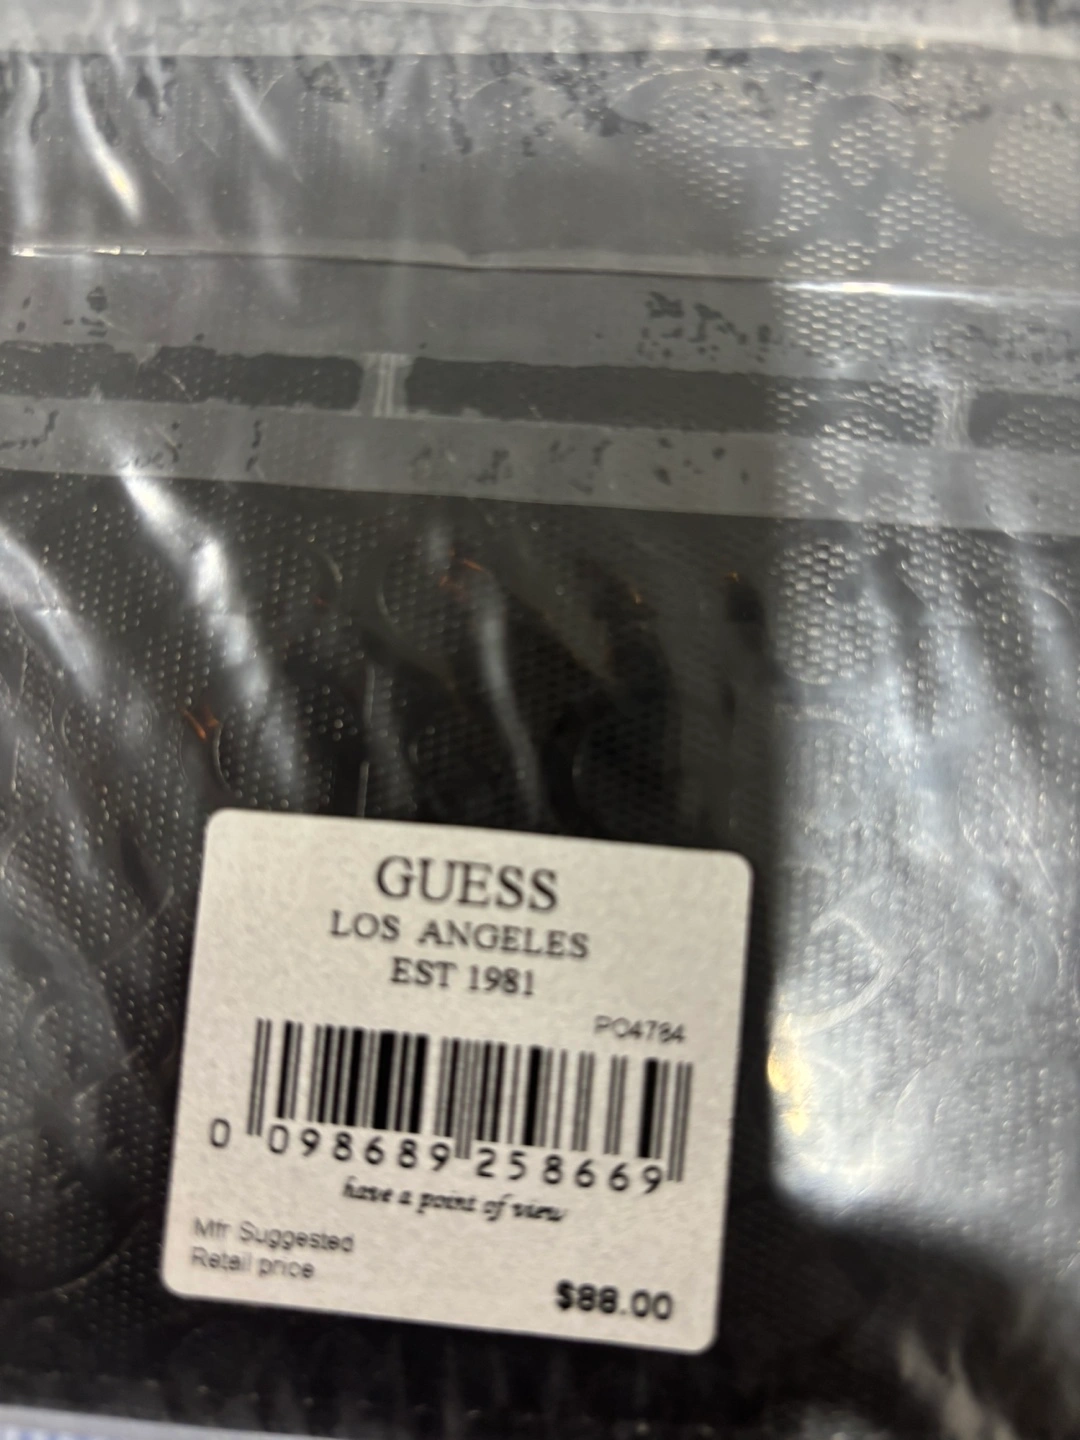 GUESS
LOS ANGELES
EST 1981
PO4784
0 098689 258669
have a point of view
Mfr Suggested
Retail price
$88.00